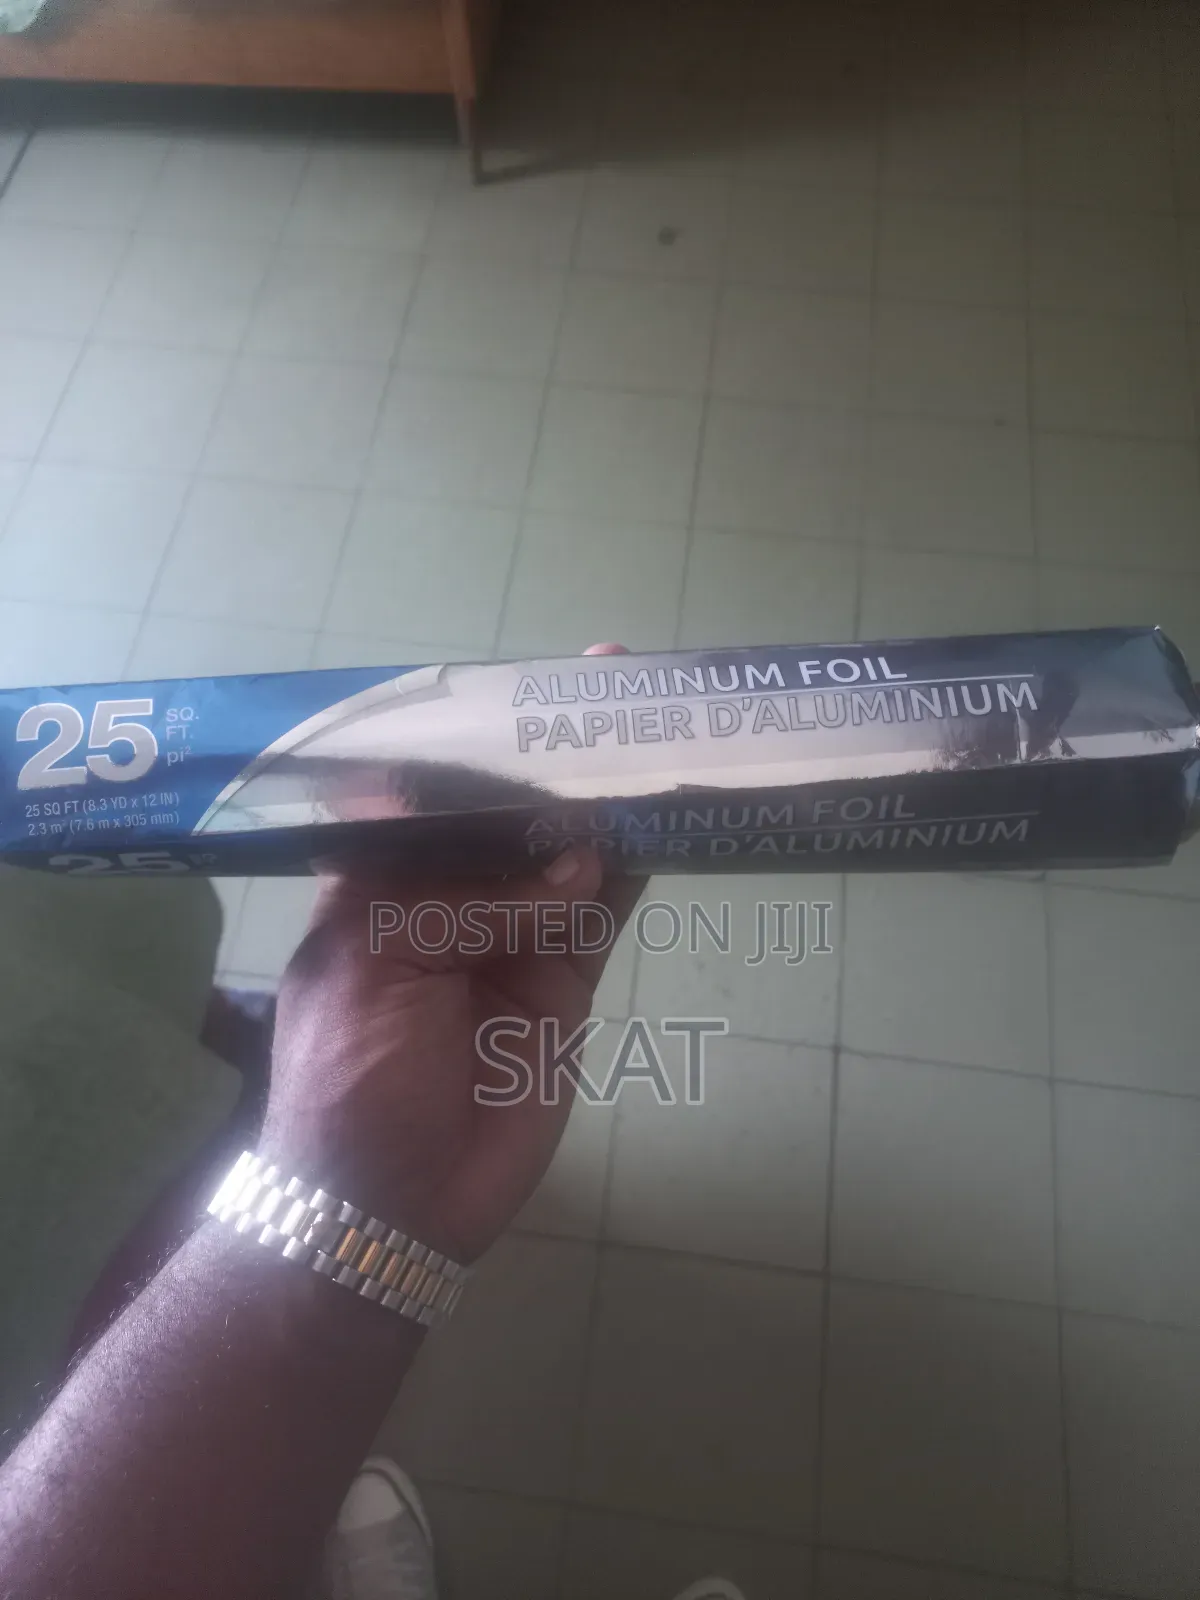 25
SQ.
FT.
pi²
25 SQ FT (8.3 YD x 12 IN)
2.3 m² (7.6 m x 305 mm)
ALUMINUM FOIL
PAPIER D'ALUMINIUM
25
ALUMINUM FOIL
PAPIER D'ALUMINIUM
POSTED ON JIJI
SKAT